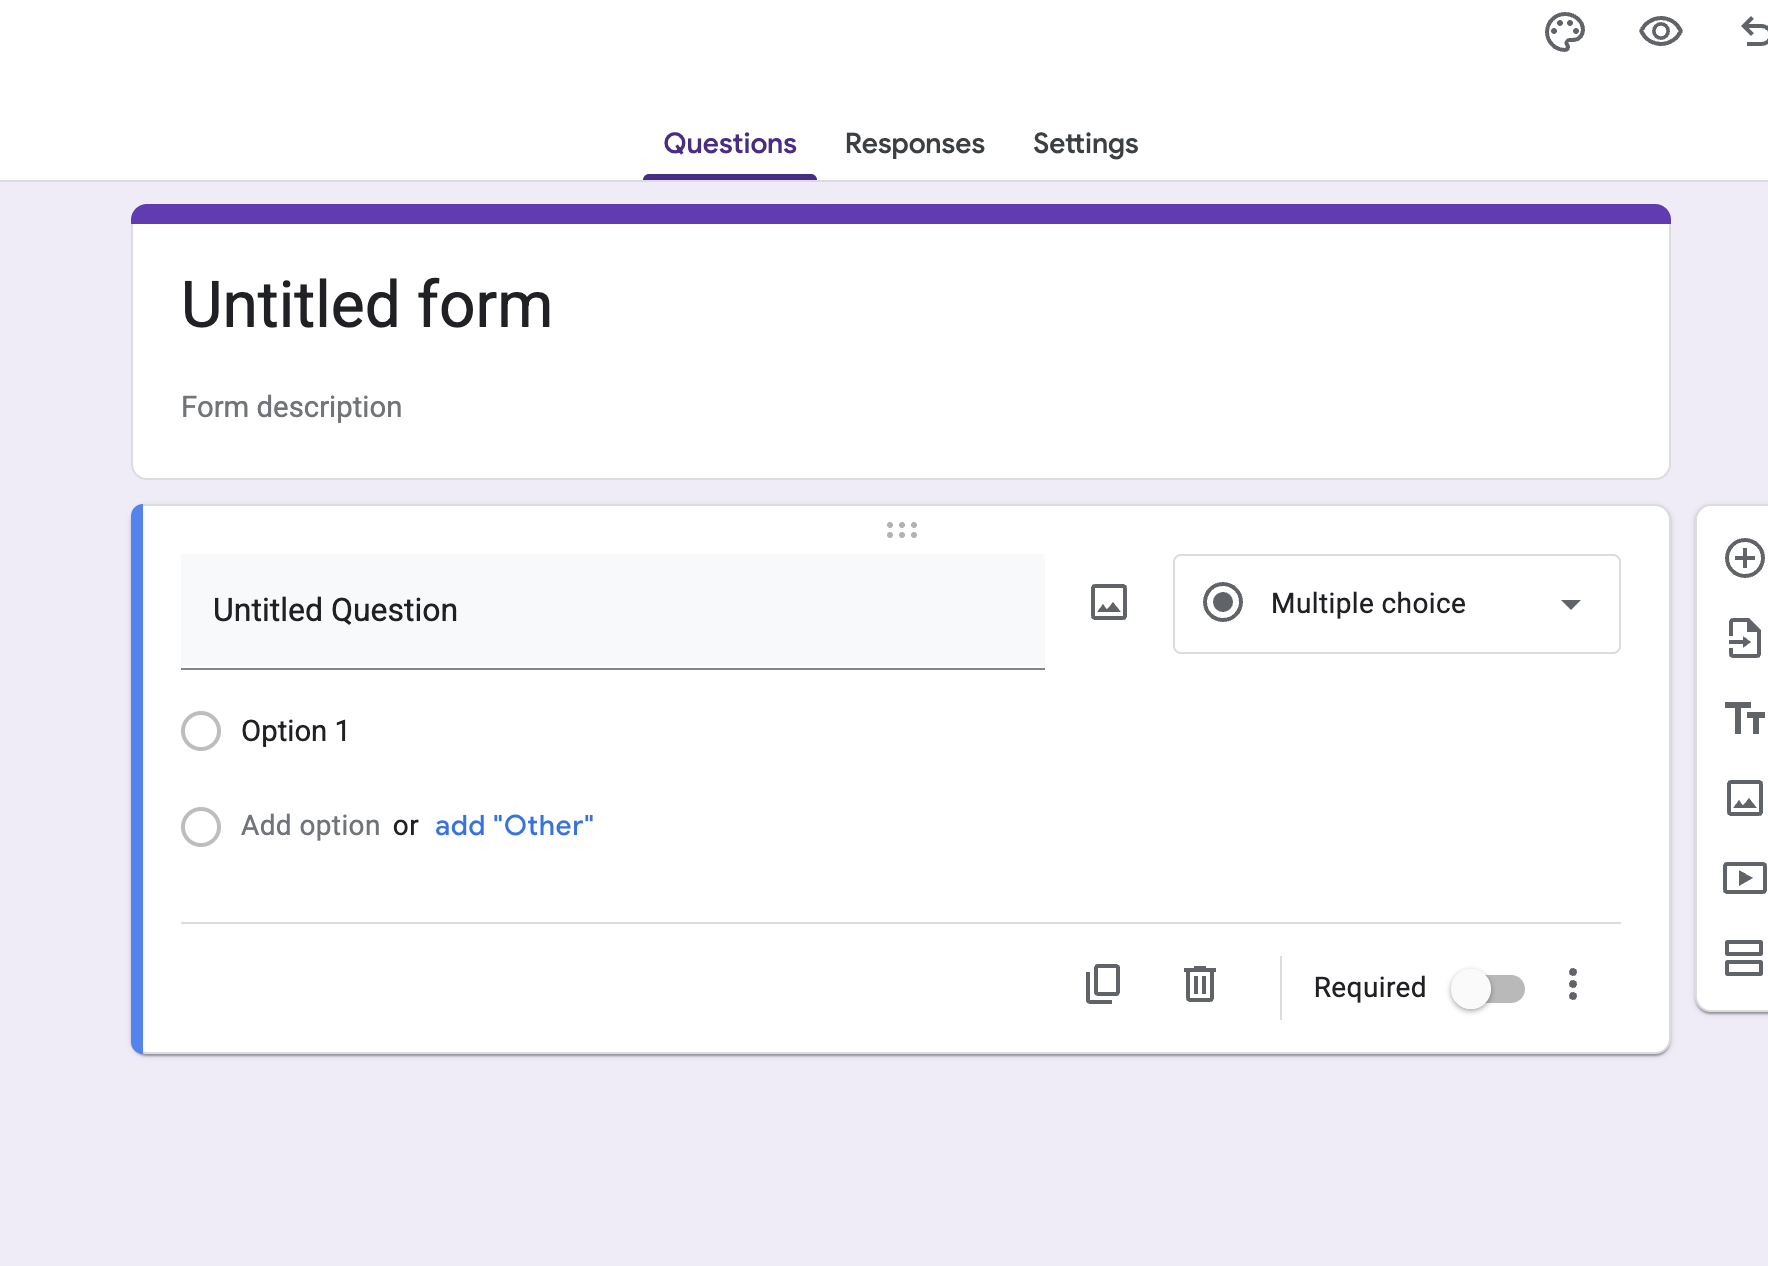 Questions Responses Settings
Untitled form
Form description
Untitled Question
Multiple choice
Option 1
Add option or add "Other"
Required